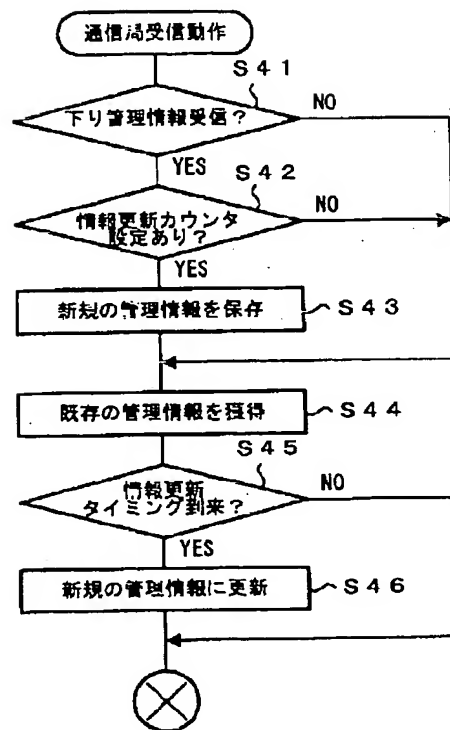 通信局受信動作
S41
下り管理情報受信？
NO
YES
S42
情報更新カウンタ
設定あり？
NO
YES
新規の管理情報を保存
S43
既存の管理情報を獲得
S44
S45
情報更新
タイミング到来？
NO
YES
新規の管理情報に更新
S46